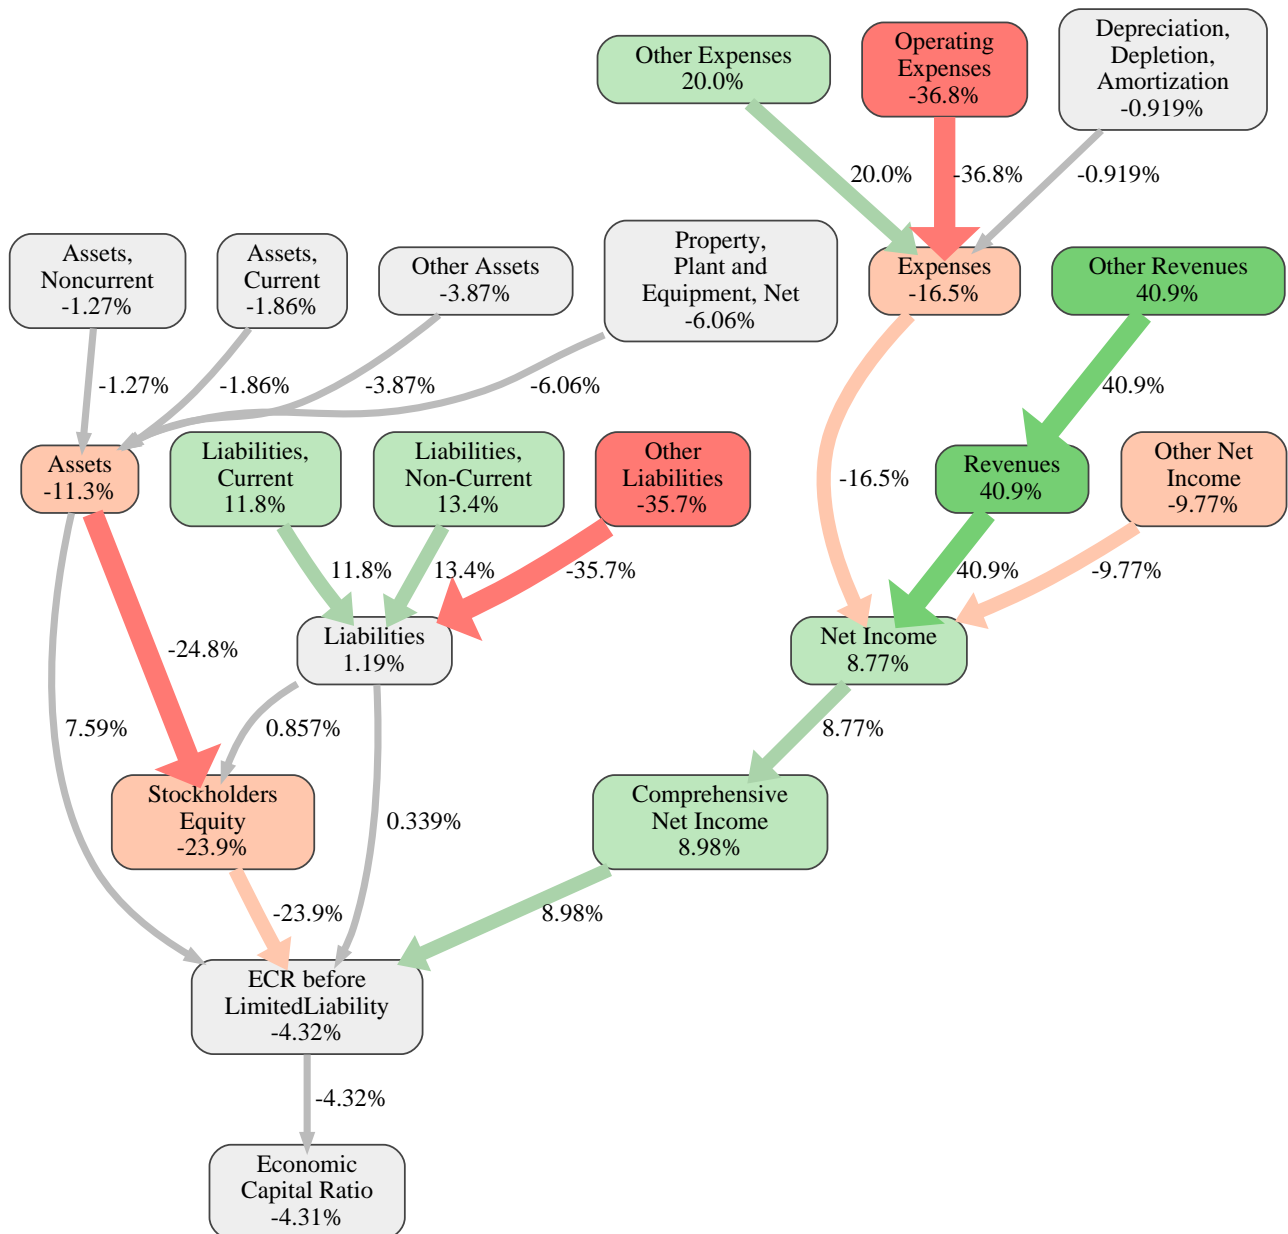 Other Expenses
20.0%
Operating
Expenses
-36.8%
Depreciation,
Depletion,
Amortization
-0.919%
20.0%
-36.8%
-0.919%
Assets,
Noncurrent
-1.27%
Assets,
Current
-1.86%
Other Assets
-3.87%
Property,
Plant and
Equipment, Net
-6.06%
Expenses
-16.5%
Other Revenues
40.9%
-1.27%
-1.86%
-3.87%
-6.06%
40.9%
Assets
-11.3%
Liabilities,
Current
11.8%
Liabilities,
Non-Current
13.4%
Other
Liabilities
-35.7%
-16.5%
Revenues
40.9%
Other Net
Income
-9.77%
11.8%
13.4%
-35.7%
40.9%
-9.77%
-24.8%
Liabilities
1.19%
Net Income
8.77%
7.59%
0.857%
8.77%
Stockholders
Equity
-23.9%
0.339%
Comprehensive
Net Income
8.98%
-23.9%
8.98%
ECR before
LimitedLiability
-4.32%
-4.32%
Economic
Capital Ratio
-4.31%